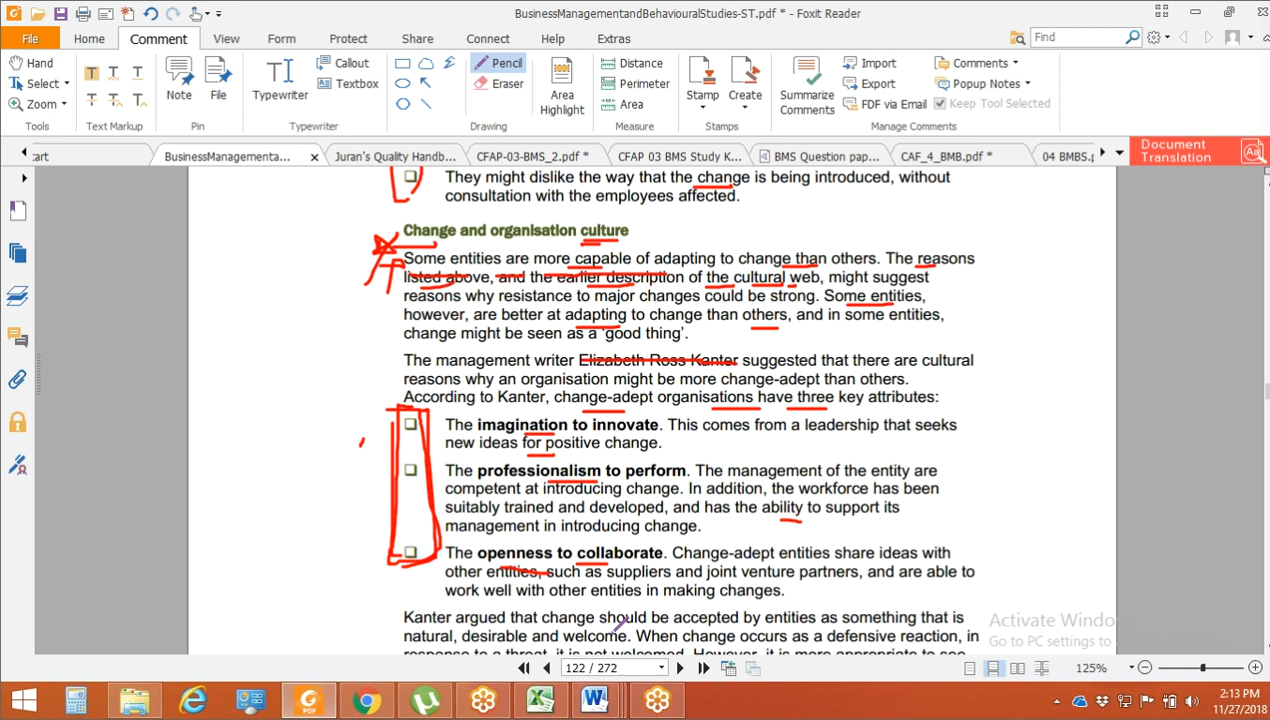 BusinessManagementandBehaviouralStudies-ST.pdf * - Foxit Reader
File Home Comment View Form Protect Share Connect Help Extras Find
Hand
Select
Zoom
Tools
Text Markup
Note
File
Pin
Typewriter
Callout
Textbox
Typewriter
Pencil
Eraser
Drawing
Area
Highlight
Distance
Perimeter
Area
Measure
Stamp
Create
Stamps
Summarize
Comments
Import
Export
FDF via Email
Comments
Popup Notes
Keep Tool Selected
Manage Comments
Document
Translation
tart BusinessManagementa... Juran's Quality Handb... CFAP-03-BMS_2.pdf * CFAP 03 BMS Study K... BMS Question pap... CAF_4_BMB.pdf * 04 BMBS.p
They might dislike the way that the change is being introduced, without
consultation with the employees affected.
Change and organisation culture
Some entities are more capable of adapting to change than others. The reasons
listed above, and the earlier description of the cultural web, might suggest
reasons why resistance to major changes could be strong. Some entities,
however, are better at adapting to change than others, and in some entities,
change might be seen as a 'good thing'.
The management writer Elizabeth Ross Kanter suggested that there are cultural
reasons why an organisation might be more change-adept than others.
According to Kanter, change-adept organisations have three key attributes:
The imagination to innovate. This comes from a leadership that seeks
new ideas for positive change.
The professionalism to perform. The management of the entity are
competent at introducing change. In addition, the workforce has been
suitably trained and developed, and has the ability to support its
management in introducing change.
The openness to collaborate. Change-adept entities share ideas with
other entities, such as suppliers and joint venture partners, and are able to
work well with other entities in making changes.
Kanter argued that change should be accepted by entities as something that is
natural, desirable and welcome. When change occurs as a defensive reaction, in
response to a threat, it is not welcomed. However, it is more appropriate to see
Activate Windo
Go to PC settings to
122 / 272
125%
2:13 PM
11/27/2018